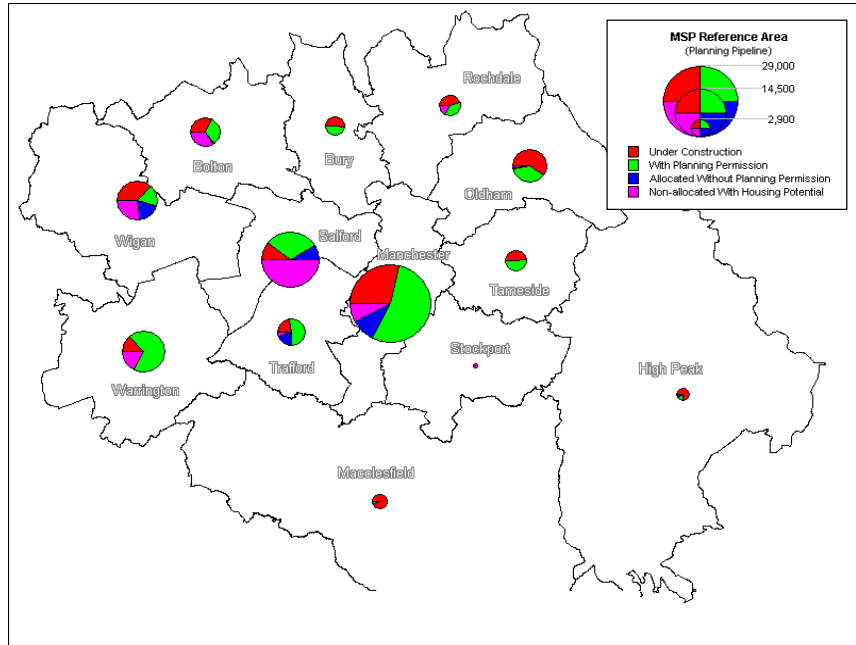 MSP Reference Area
(Planning Pipeline)
29,000
14,500
2,900
Under Construction
With Planning Permission
Allocated Without Planning Permission
Non-allocated With Housing Potential
Rochdale
Bolton
Bury
Oldham
Wigan
Salford
Manchester
Tameside
Trafford
Stockport
High Peak
Warrington
Macclesfield